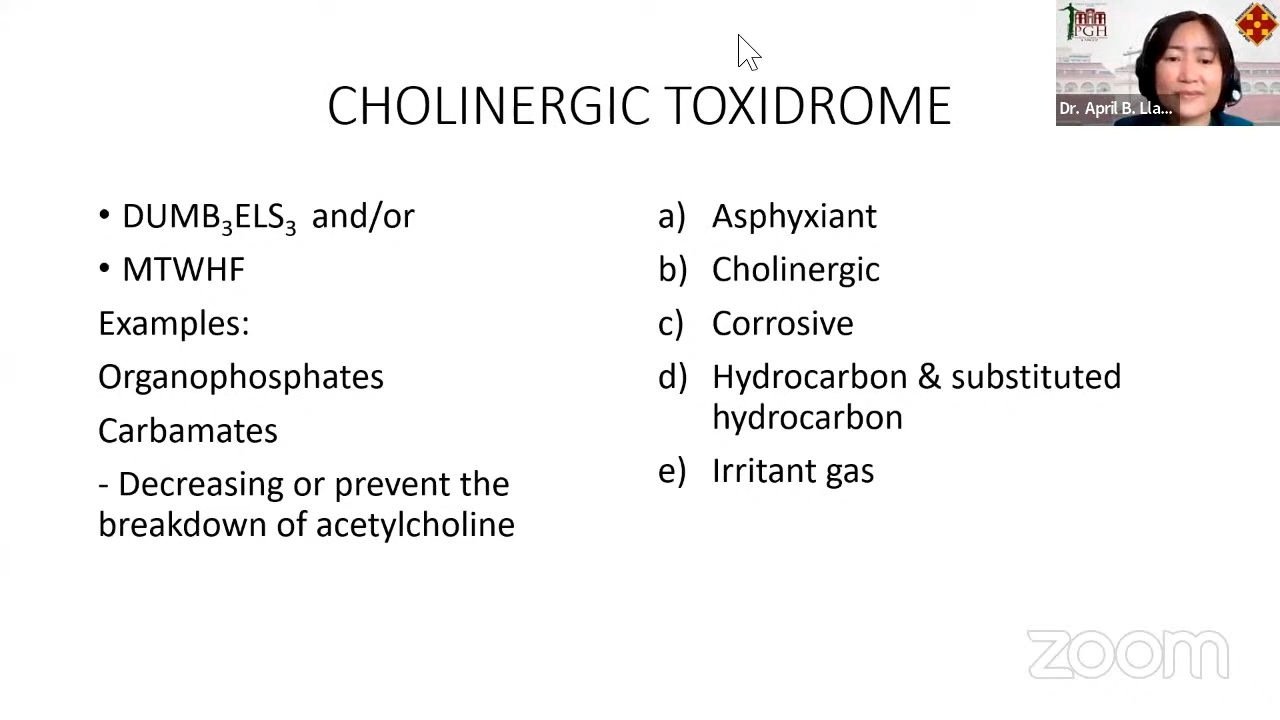 CHOLINERGIC TOXIDROME
• DUMB₃ELS₃ and/or
• MTWHF
Examples:
Organophosphates
Carbamates
- Decreasing or prevent the
breakdown of acetylcholine
a) Asphyxiant
b) Cholinergic
c) Corrosive
d) Hydrocarbon & substituted
hydrocarbon
e) Irritant gas
PGH
Dr. April B. Lla...
zoom